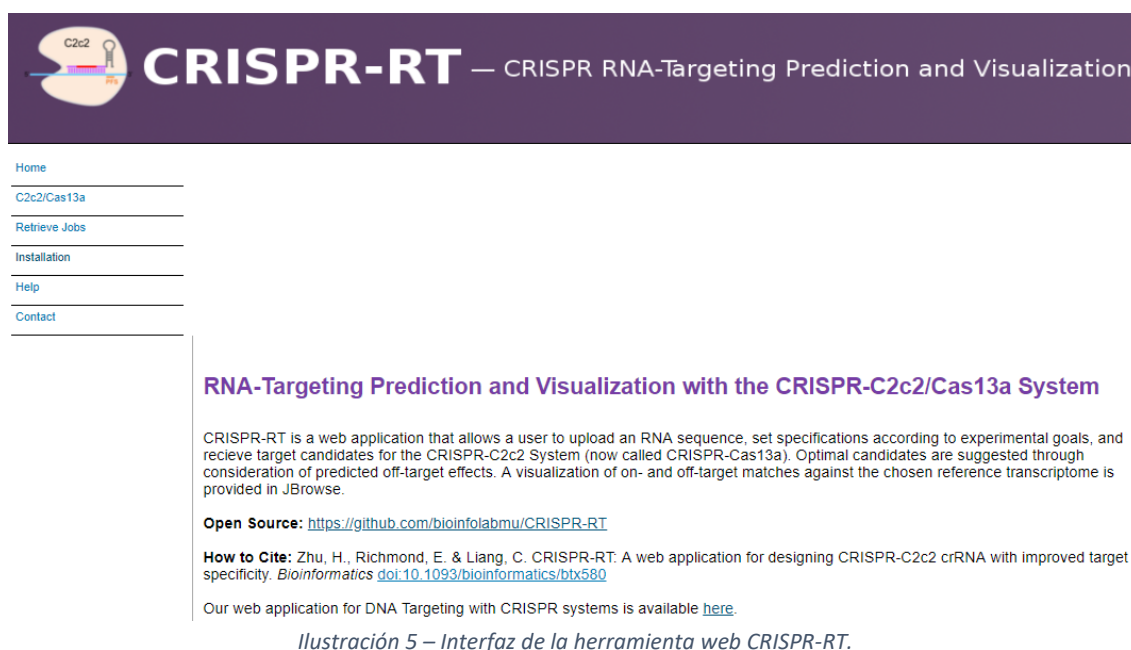 C2c2
CRISPR-RT — CRISPR RNA-Targeting Prediction and Visualization
Home
C2c2/Cas13a
Retrieve Jobs
Installation
Help
Contact
RNA-Targeting Prediction and Visualization with the CRISPR-C2c2/Cas13a System
CRISPR-RT is a web application that allows a user to upload an RNA sequence, set specifications according to experimental goals, and
recieve target candidates for the CRISPR-C2c2 System (now called CRISPR-Cas13a). Optimal candidates are suggested through
consideration of predicted off-target effects. A visualization of on- and off-target matches against the chosen reference transcriptome is
provided in JBrowse.
Open Source: https://github.com/bioinfolabmu/CRISPR-RT
How to Cite: Zhu, H., Richmond, E. & Liang, C. CRISPR-RT: A web application for designing CRISPR-C2c2 crRNA with improved target
specificity. Bioinformatics doi:10.1093/bioinformatics/btx580
Our web application for DNA Targeting with CRISPR systems is available here.
Ilustración 5 – Interfaz de la herramienta web CRISPR-RT.